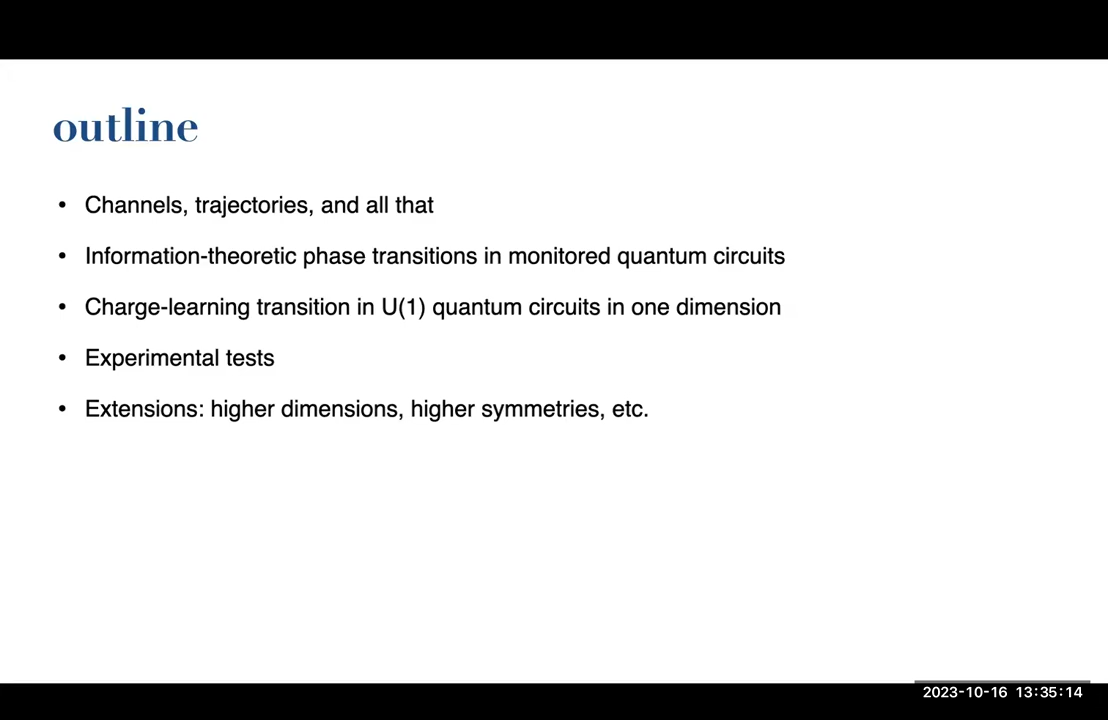 outline
• Channels, trajectories, and all that
• Information-theoretic phase transitions in monitored quantum circuits
• Charge-learning transition in U(1) quantum circuits in one dimension
• Experimental tests
• Extensions: higher dimensions, higher symmetries, etc.
2023-10-16 13:35:14